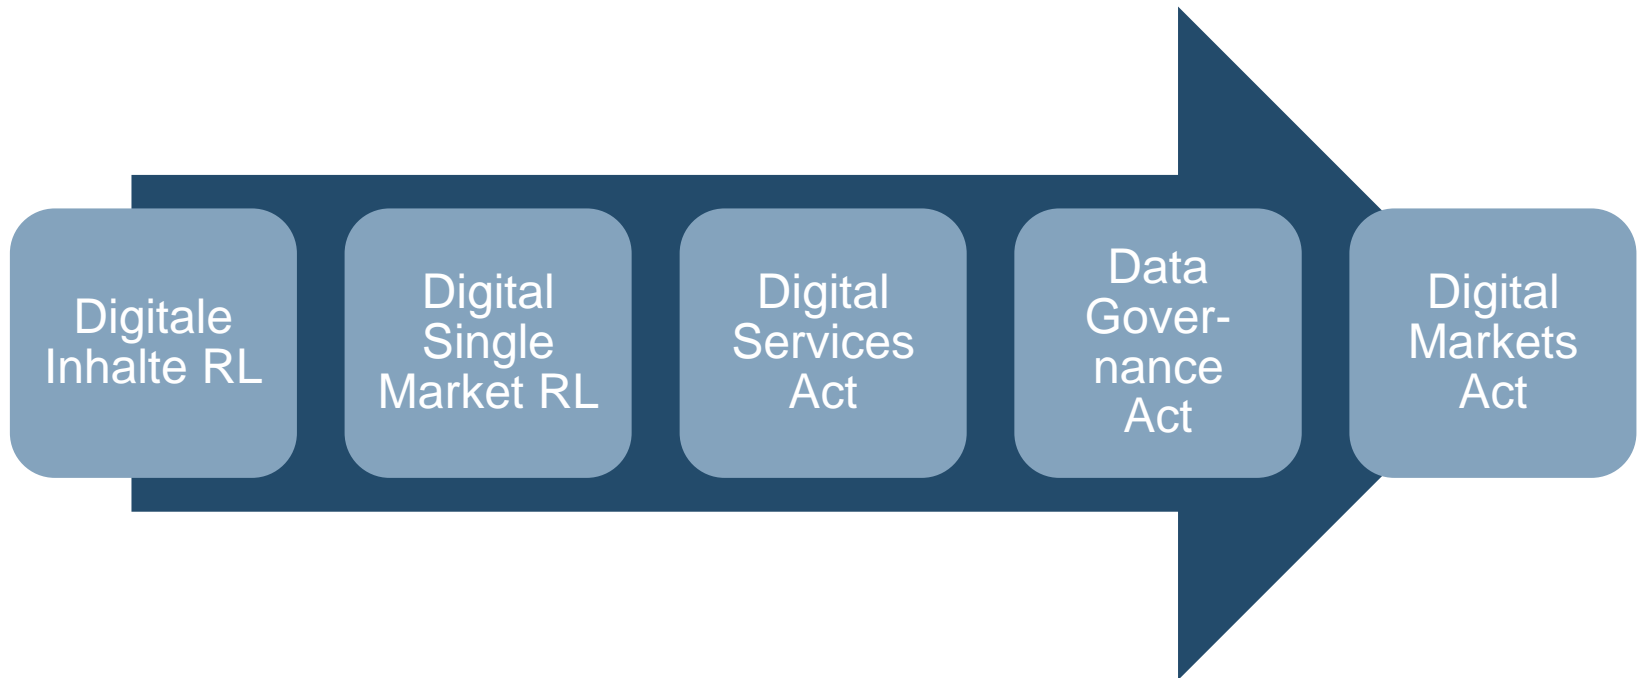 Digitale
Inhalte RL
Digital
Single
Market RL
Digital
Services
Act
Data
Gover-
nance
Act
Digital
Markets
Act